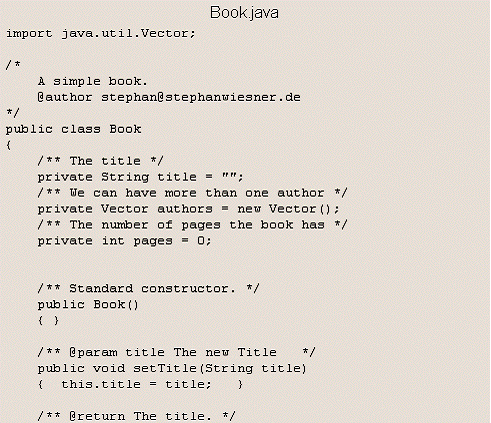 Book.java
import java.util.Vector;
/*
A simple book.
@author stephan@stephanwiesner.de
*/
public class Book
{
/** The title */
private String title = "";
/** We can have more than one author */
private Vector authors = new Vector();
/** The number of pages the book has */
private int pages = 0;
/** Standard constructor. */
public Book()
{ }
/** @param title The new Title   */
public void setTitle(String title)
{  this.title = title;   }
/** @return The title. */